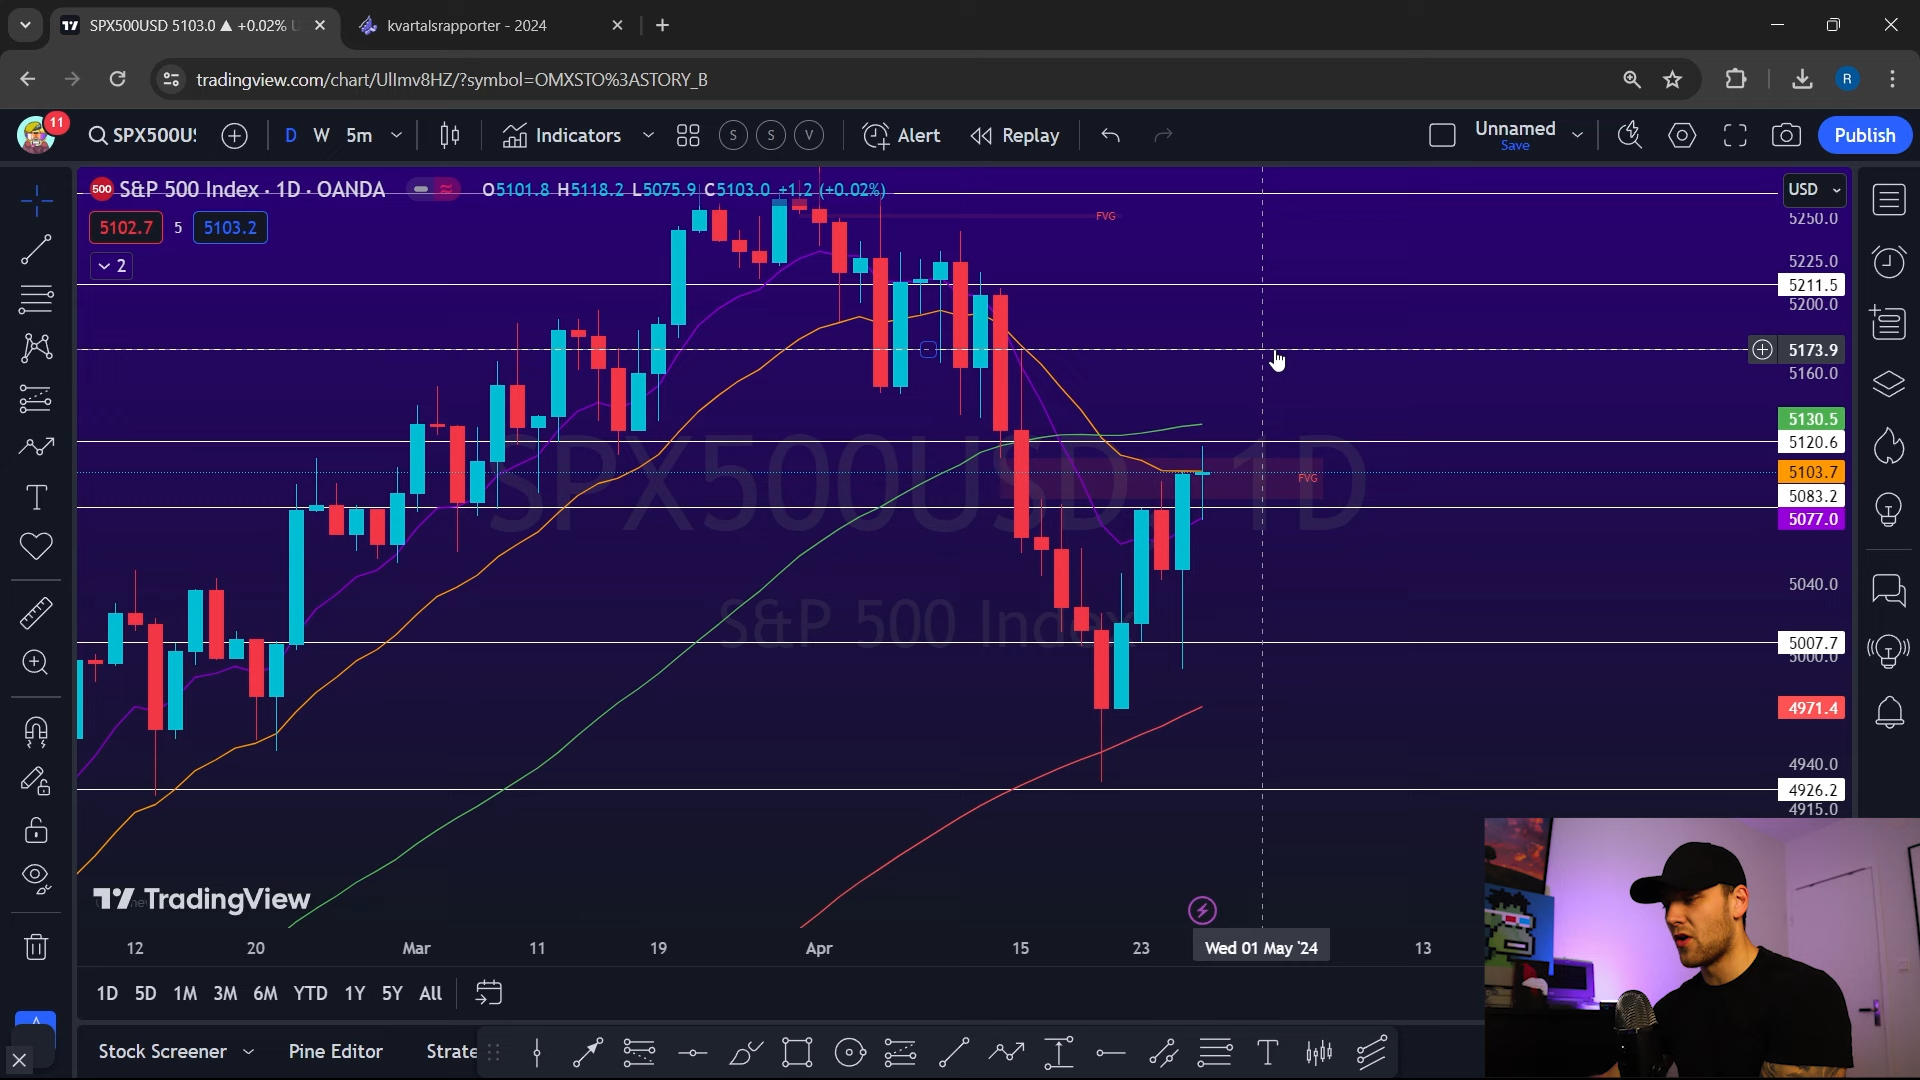 SPX500USD 5103.0 ▲ +0.02% U
kvartalsrapporter - 2024
tradingview.com/chart/UlImv8HZ/?symbol=OMXSTO%3ASTORY_B
R
11
SPX500U
D W 5m
Indicators
S S V
Alert
Replay
Unnamed
Save
Publish
500 S&P 500 Index · 1D · OANDA O5101.8 H5118.2 L5075.9 C5103.0 +1.2 (+0.02%)
USD
5102.7 5 5103.2
2
FVG
FVG
SPX500USD, 1D
S&P 500 Index
5250.0
5225.0
5211.5
5200.0
5173.9
5160.0
5130.5
5120.6
5103.7
5083.2
5077.0
5040.0
5007.7
5000.0
4971.4
4940.0
4926.2
4915.0
TradingView
12 20 Mar 11 19 Apr 15 23 Wed 01 May '24 13
1D 5D 1M 3M 6M YTD 1Y 5Y All
Stock Screener Pine Editor Strate